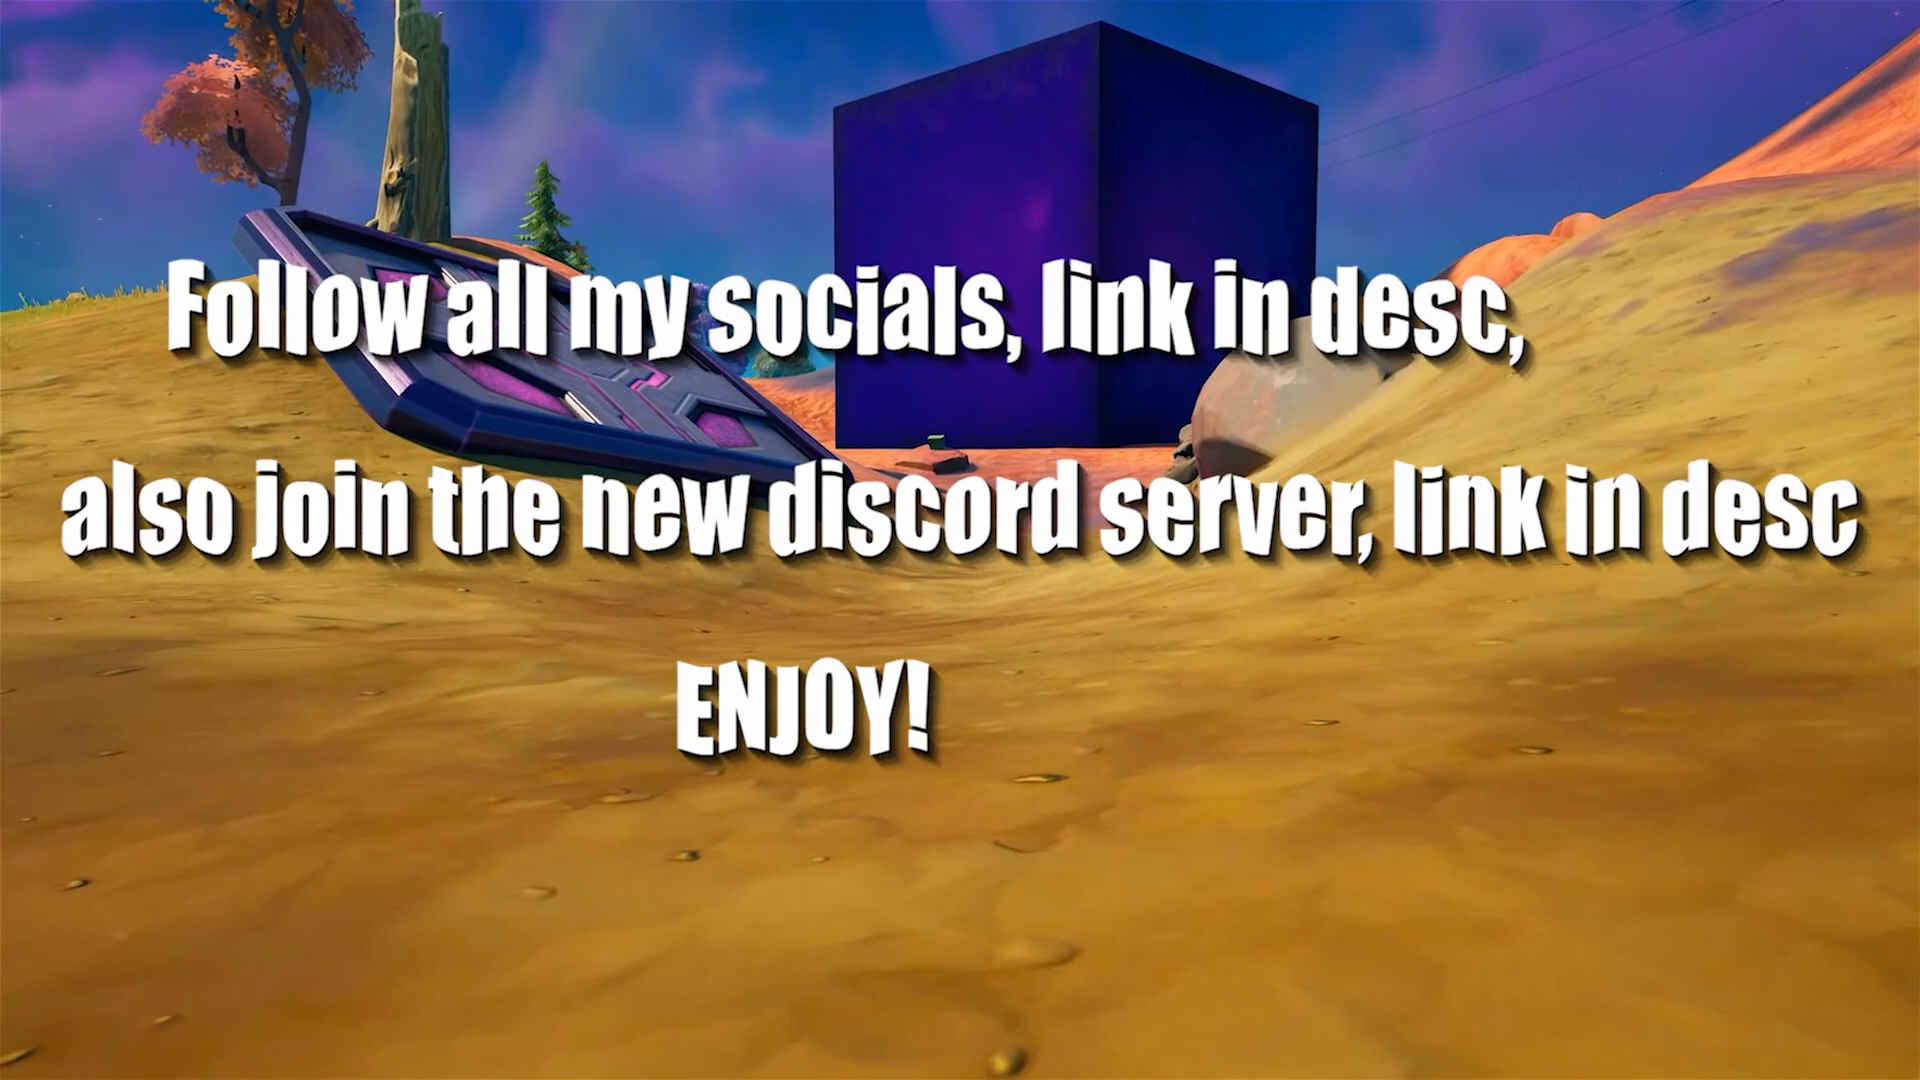 Follow all my socials, link in desc,
also join the new discord server, link in desc
ENJOY!